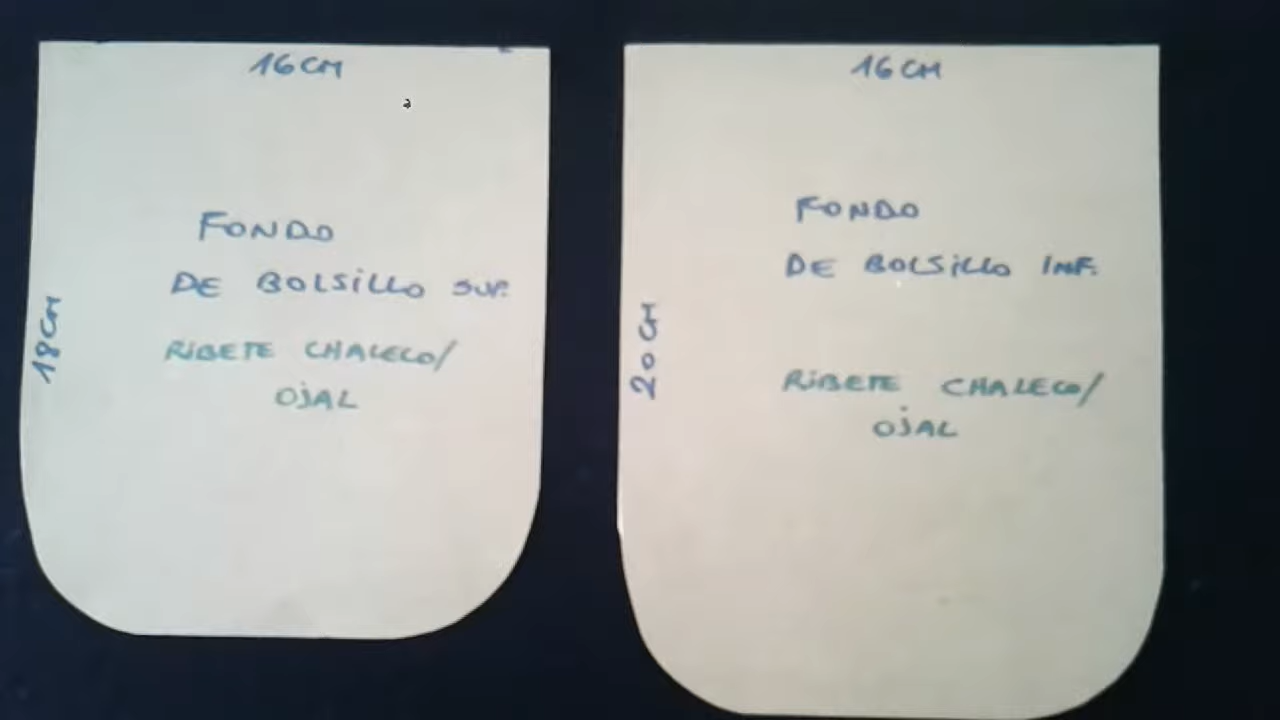 16CM
FONDO
DE BOLSILLO SUP.
18CM
RIBETE CHALECO/
OJAL
16CM
FONDO
DE BOLSILLO INF.
20CM
RIBETE CHALECO/
OJAL